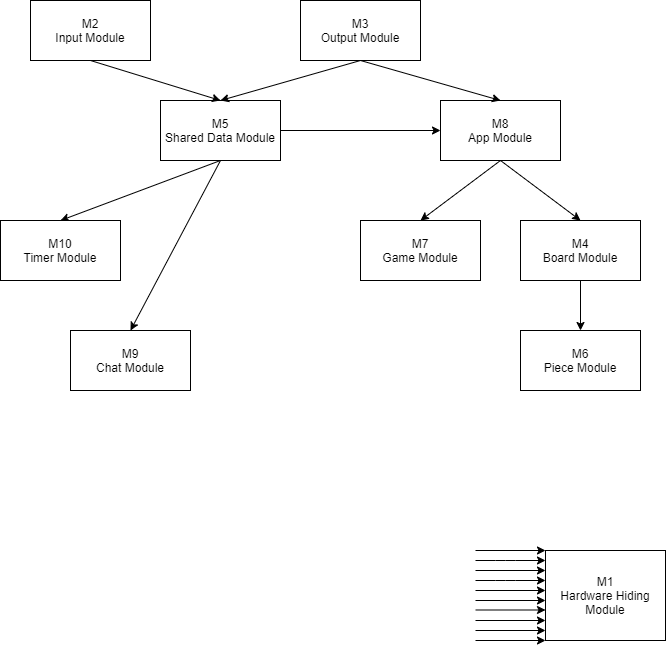 M2
Input Module
M3
Output Module
M5
Shared Data Module
M8
App Module
M10
Timer Module
M7
Game Module
M4
Board Module
M9
Chat Module
M6
Piece Module
M1
Hardware Hiding
Module